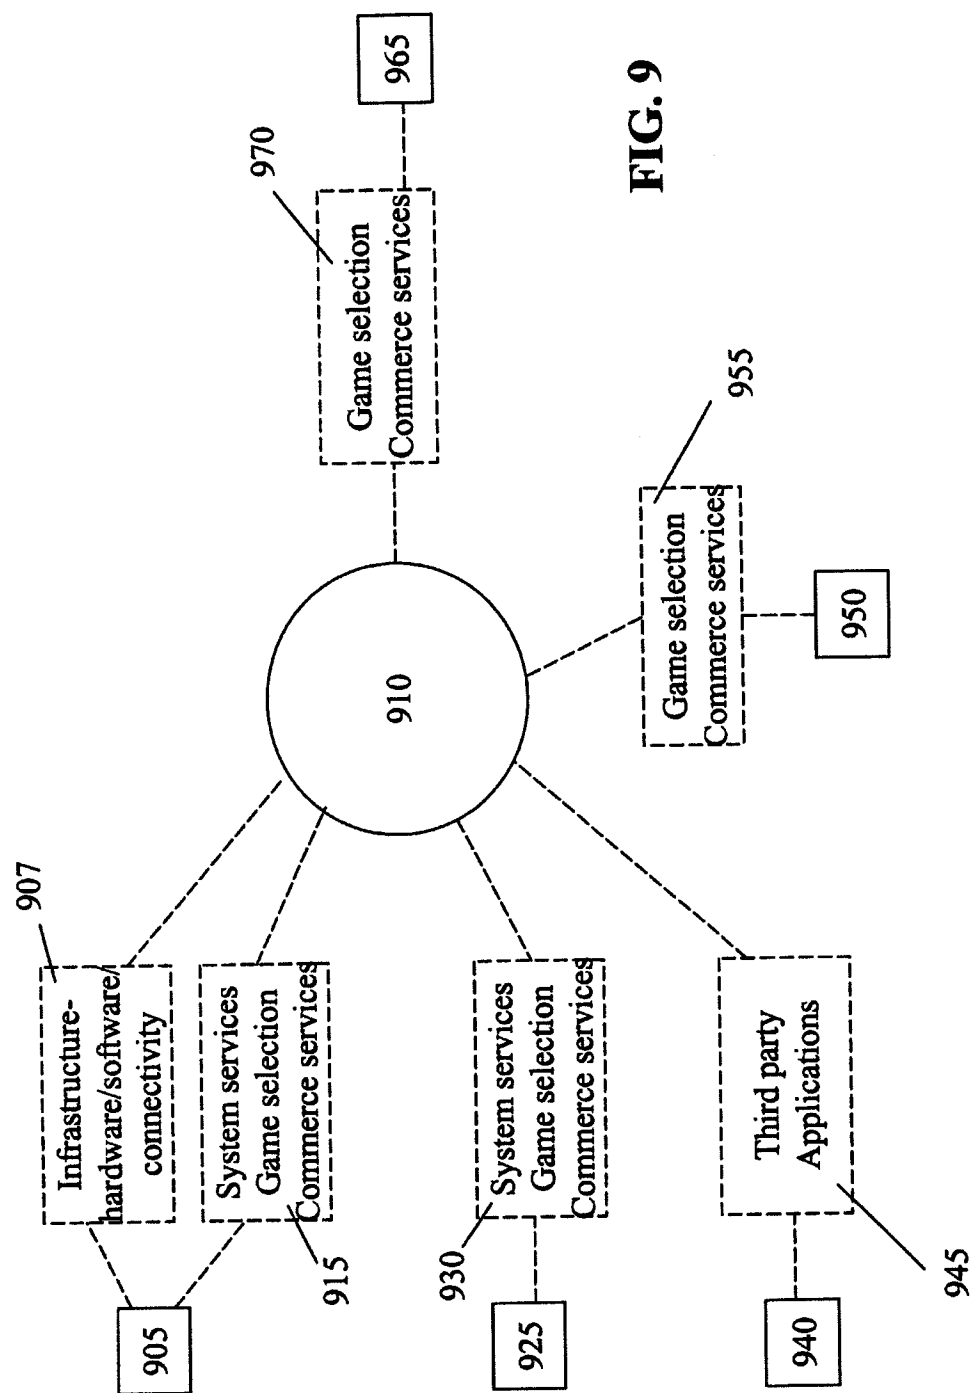 907
Infrastructure-
hardware/software/
connectivity
905
System services
Game selection
Commerce services
915
970
Game selection
Commerce services
965
910
930
System services
Game selection
Commerce services
925
955
Game selection
Commerce services
950
Third party
Applications
940
945
FIG. 9